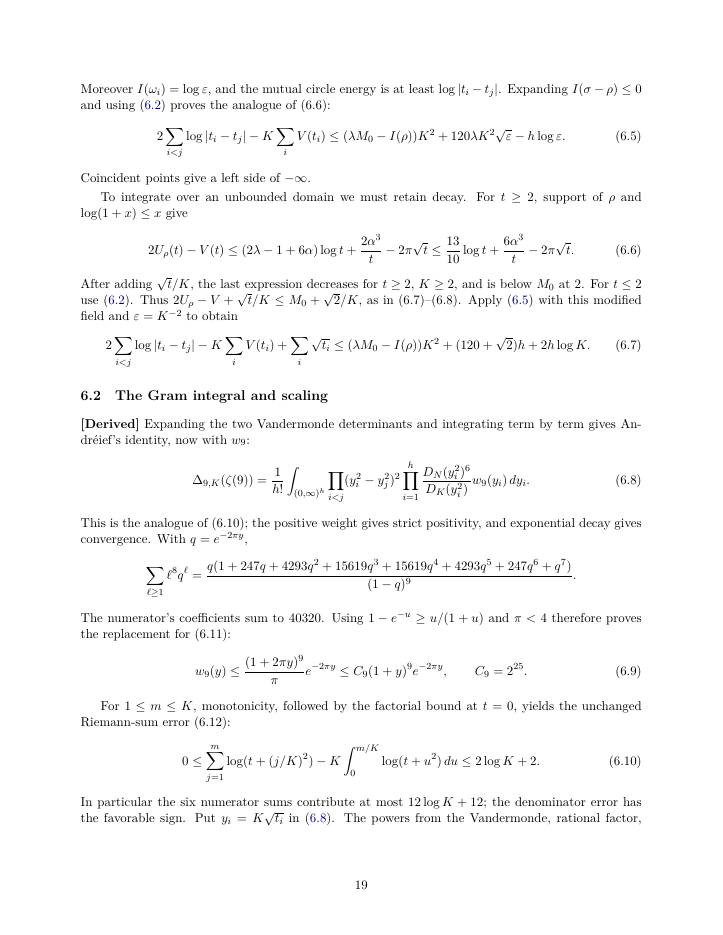 Moreover I(ω_i) = log ε, and the mutual circle energy is at least log |t_i − t_j|. Expanding I(σ − ρ) ≤ 0
and using (6.2) proves the analogue of (6.6):
2 ∑_{i<j} log |t_i − t_j| − K ∑_i V(t_i) ≤ (λM_0 − I(ρ))K^2 + 120λK^2√ε − h log ε. (6.5)
Coincident points give a left side of −∞.
To integrate over an unbounded domain we must retain decay. For t ≥ 2, support of ρ and
log(1 + x) ≤ x give
2U_ρ(t) − V(t) ≤ (2λ − 1 + 6α) log t + 2α^3/t − 2π√t ≤ 13/10 log t + 6α^3/t − 2π√t. (6.6)
After adding √t/K, the last expression decreases for t ≥ 2, K ≥ 2, and is below M_0 at 2. For t ≤ 2
use (6.2). Thus 2U_ρ − V + √t/K ≤ M_0 + √2/K, as in (6.7)–(6.8). Apply (6.5) with this modified
field and ε = K^{−2} to obtain
2 ∑_{i<j} log |t_i − t_j| − K ∑_i V(t_i) + ∑_i √t_i ≤ (λM_0 − I(ρ))K^2 + (120 + √2)h + 2h log K. (6.7)
6.2 The Gram integral and scaling
[Derived] Expanding the two Vandermonde determinants and integrating term by term gives An-
dréief's identity, now with w_9:
Δ_{9,K}(ζ(9)) = 1/h! ∫_{(0,∞)^h} ∏_{i<j} (y_i^2 − y_j^2)^2 ∏_{i=1}^h D_N(y_i^2)^6/D_K(y_i^2) w_9(y_i) dy_i. (6.8)
This is the analogue of (6.10); the positive weight gives strict positivity, and exponential decay gives
convergence. With q = e^{−2πy},
∑_{ℓ≥1} ℓ^8 q^ℓ = q(1 + 247q + 4293q^2 + 15619q^3 + 15619q^4 + 4293q^5 + 247q^6 + q^7)/(1 − q)^9.
The numerator's coefficients sum to 40320. Using 1 − e^{−u} ≥ u/(1 + u) and π < 4 therefore proves
the replacement for (6.11):
w_9(y) ≤ (1 + 2πy)^9/π e^{−2πy} ≤ C_9(1 + y)^9 e^{−2πy}, C_9 = 2^{25}. (6.9)
For 1 ≤ m ≤ K, monotonicity, followed by the factorial bound at t = 0, yields the unchanged
Riemann-sum error (6.12):
0 ≤ ∑_{j=1}^m log(t + (j/K)^2) − K ∫_0^{m/K} log(t + u^2) du ≤ 2 log K + 2. (6.10)
In particular the six numerator sums contribute at most 12 log K + 12; the denominator error has
the favorable sign. Put y_i = K√t_i in (6.8). The powers from the Vandermonde, rational factor,
19